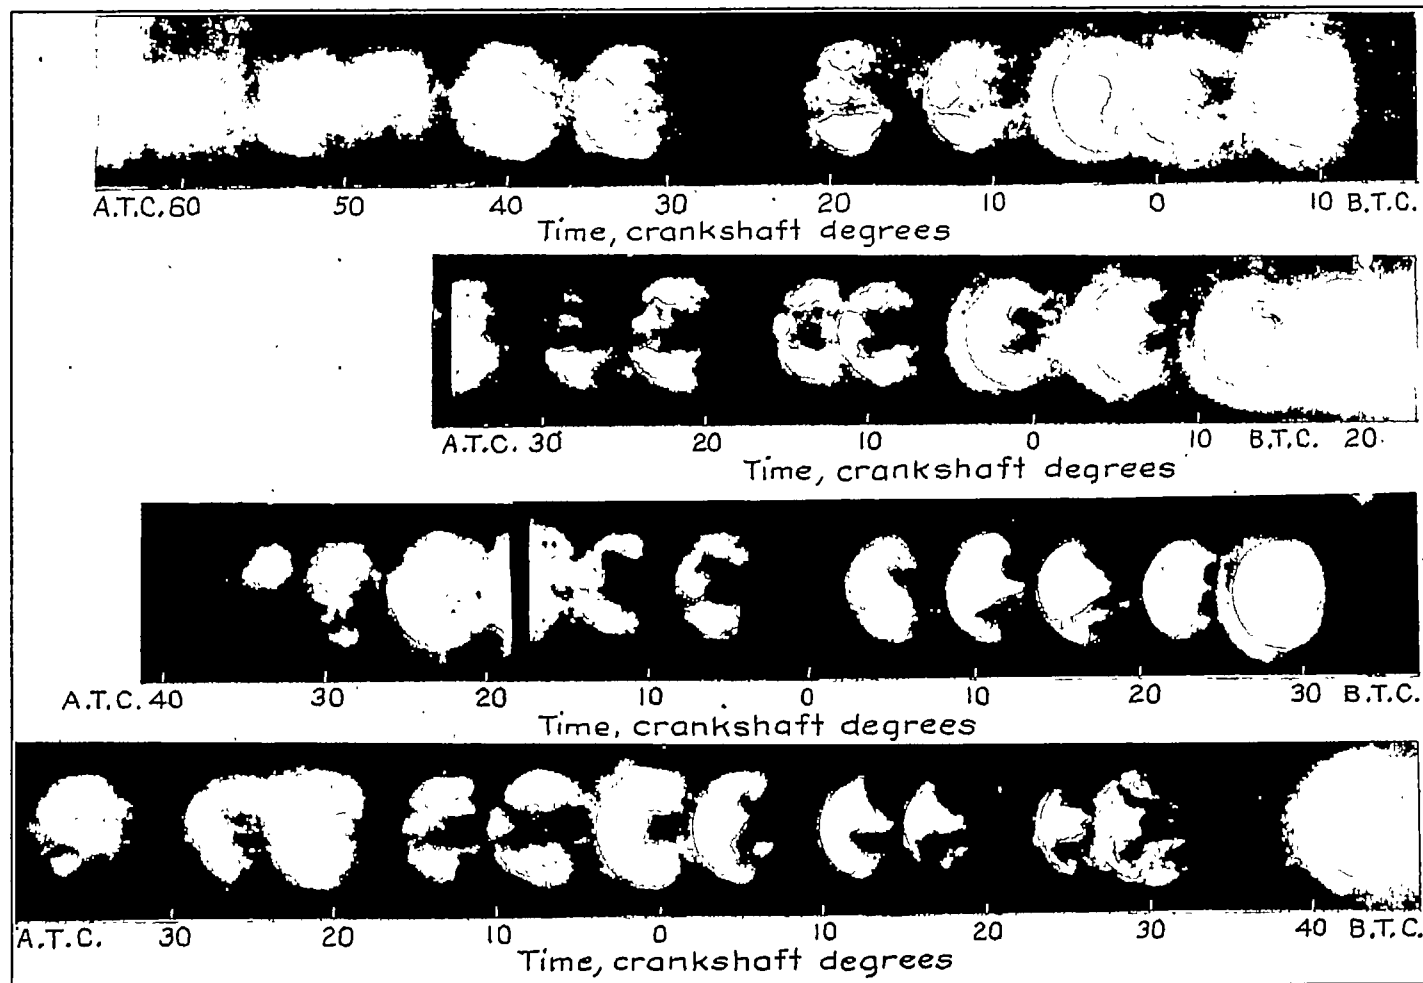 A.T.C. 60 50 40 30 20 10 0 10 B.T.C.
Time, crankshaft degrees
A.T.C. 30 20 10 0 10 B.T.C. 20
Time, crankshaft degrees
A.T.C. 40 30 20 10 0 10 20 30 B.T.C.
Time, crankshaft degrees
A.T.C. 30 20 10 0 10 20 30 40 B.T.C.
Time, crankshaft degrees